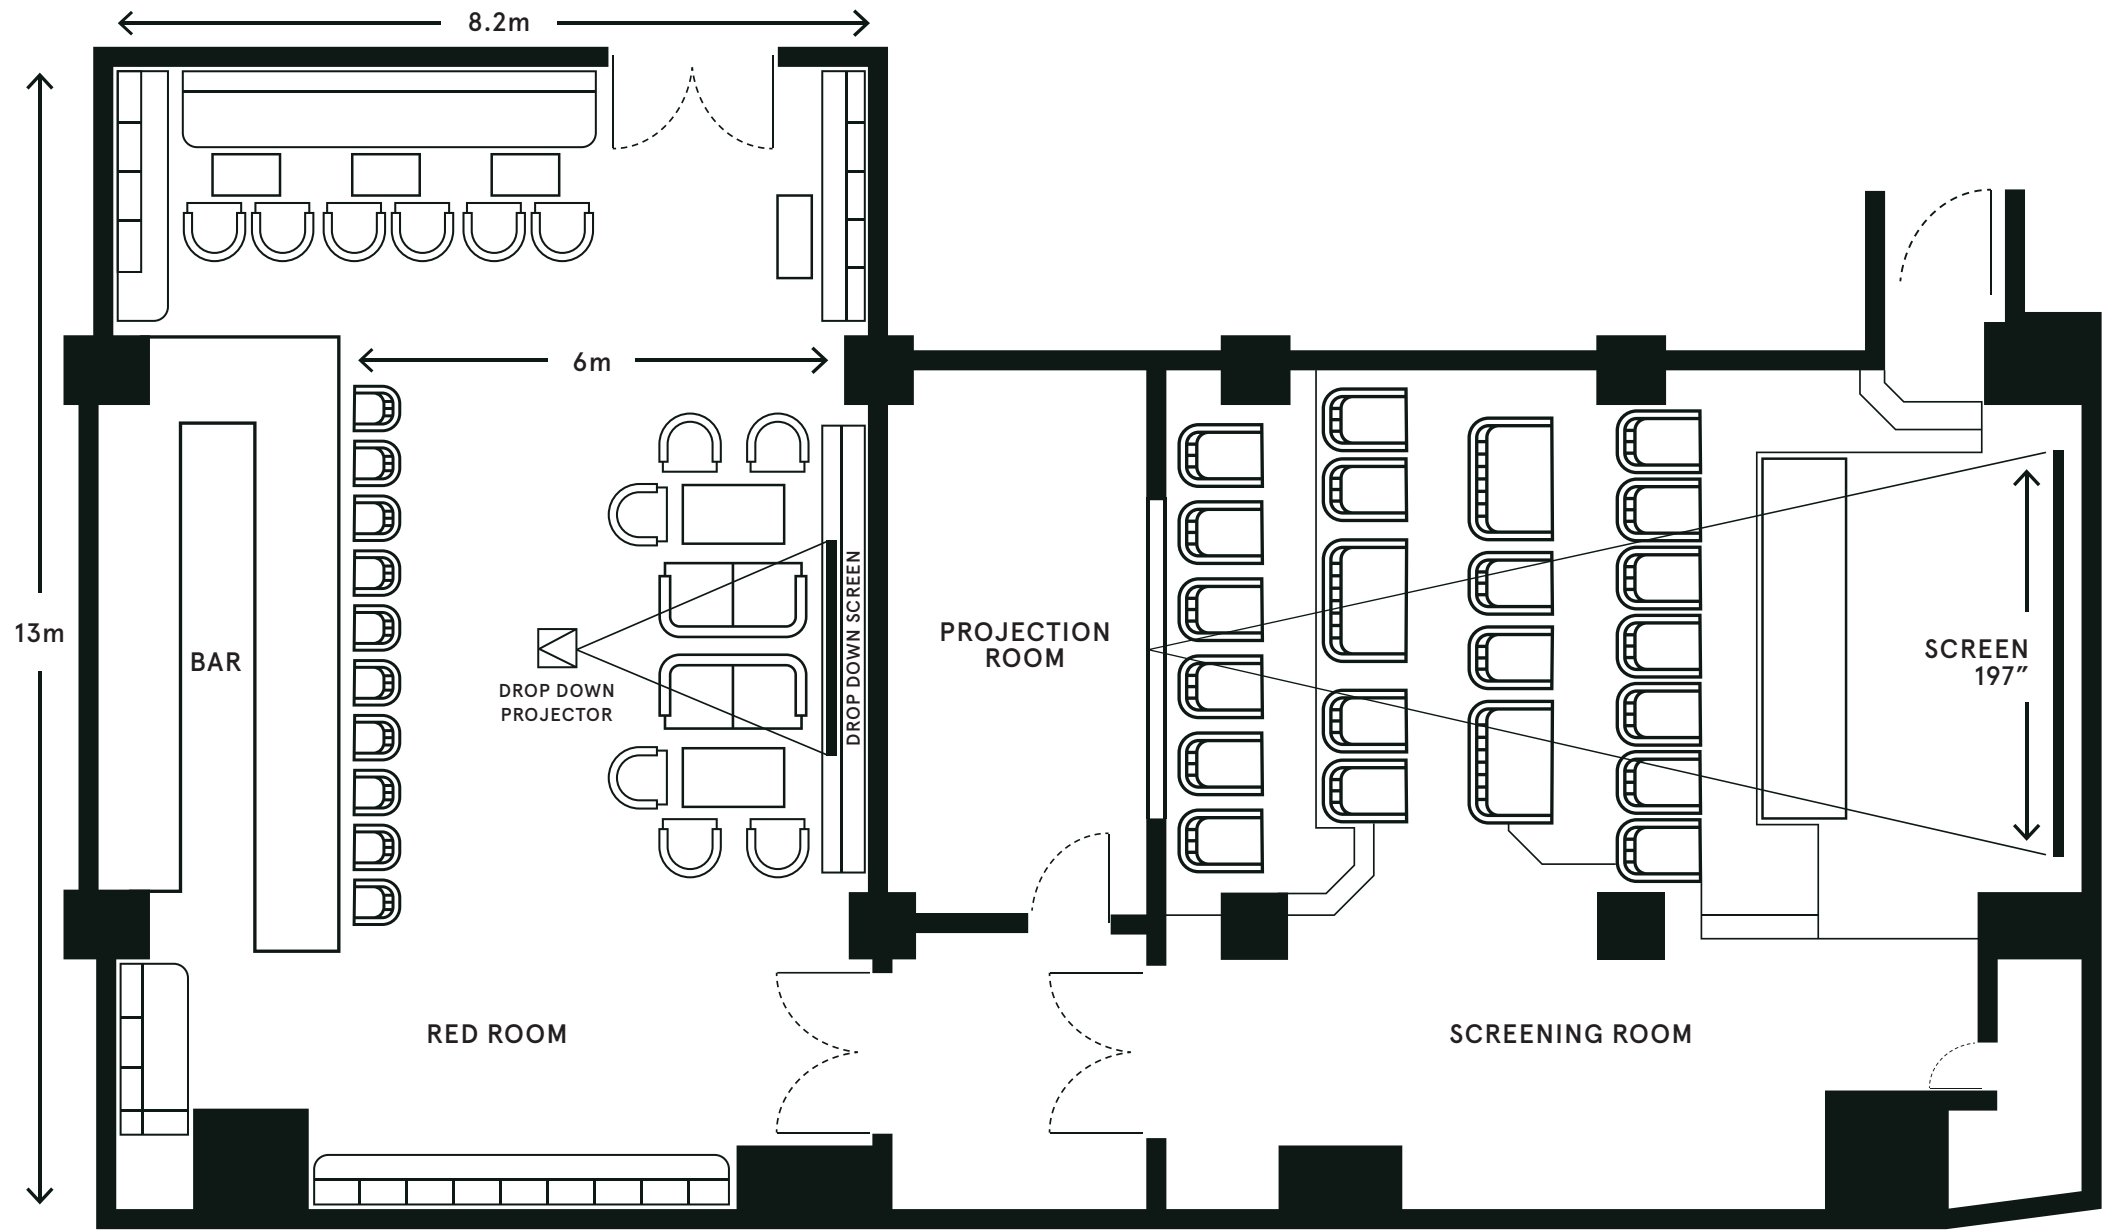 8.2m
6m
13m
BAR
DROP DOWN
PROJECTOR
DROP DOWN SCREEN
PROJECTION
ROOM
SCREEN
197”
RED ROOM
SCREENING ROOM